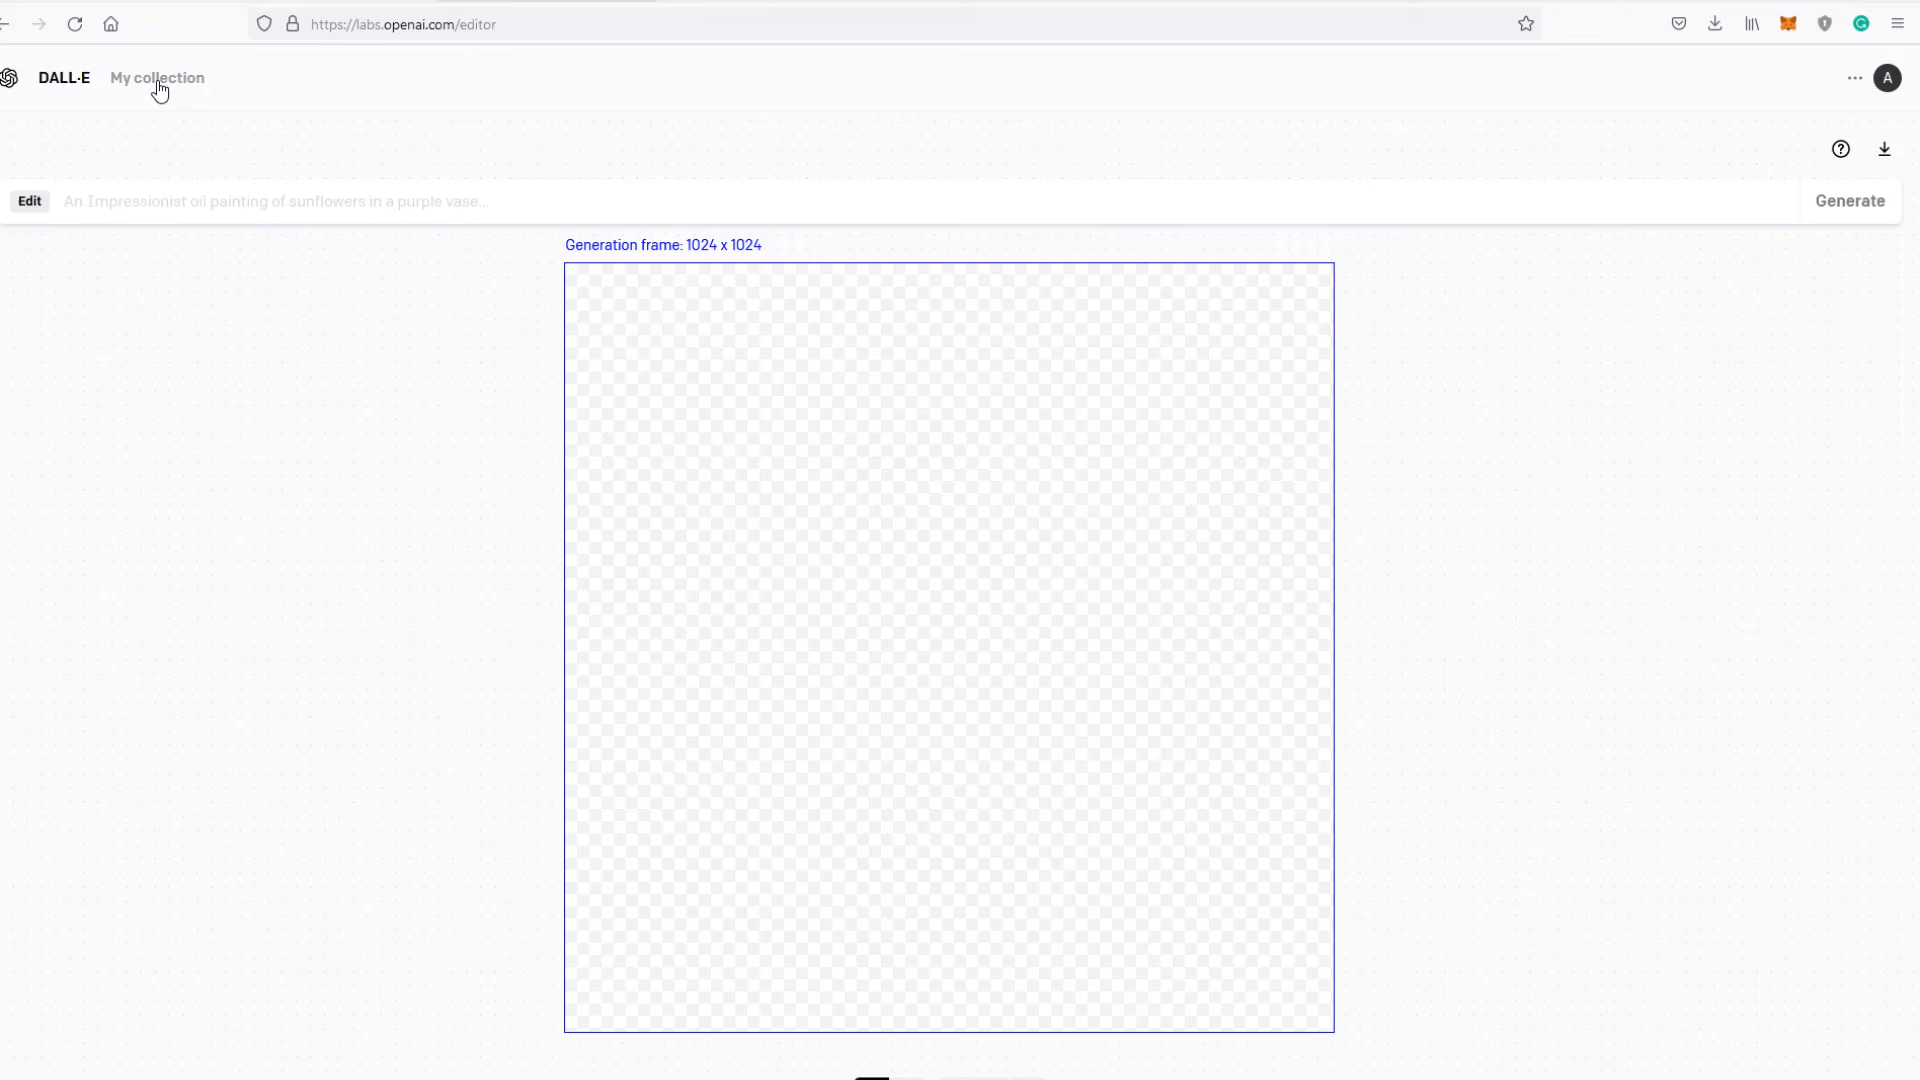 https://labs.openai.com/editor
DALL·E My collection
A
Edit An Impressionist oil painting of sunflowers in a purple vase... Generate
Generation frame: 1024 x 1024